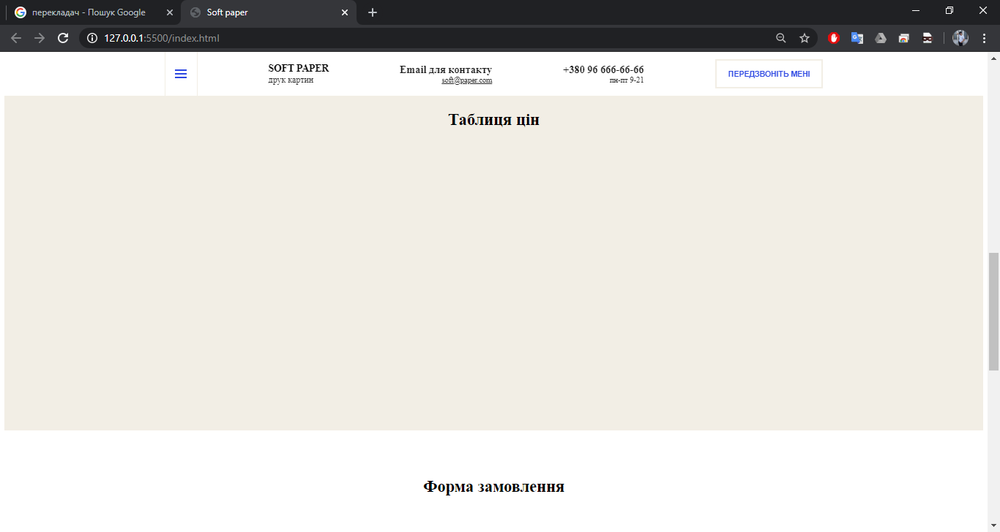 перекладач - Пошук Google
Soft paper
127.0.0.1:5500/index.html
SOFT PAPER
друк картин
Email для контакту
soft@paper.com
+380 96 666-66-66
пн-пт 9-21
ПЕРЕДЗВОНІТЬ МЕНІ
Таблиця цін
Форма замовлення